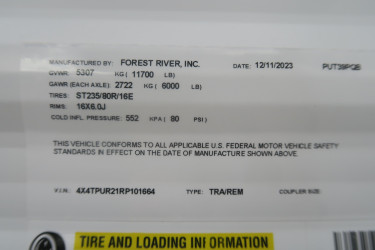 MANUFACTURED BY: FOREST RIVER, INC. DATE: 12/11/2023 PUT39PQB
GVWR: 5307 KG ( 11700 LB)
GAWR (EACH AXLE): 2722 KG ( 6000 LB)
TIRES: ST235/80R/16E
RIMS: 16X6.0J
COLD INFL. PRESSURE: 552 KPA ( 80 PSI )
THIS VEHICLE CONFORMS TO ALL APPLICABLE U.S. FEDERAL MOTOR VEHICLE SAFETY
STANDARDS IN EFFECT ON THE DATE OF MANUFACTURE SHOWN ABOVE.
V.I.N.: 4X4TPUR21RP101664 TYPE: TRA/REM COUPLER SIZE:
TIRE AND LOADING INFORMATION